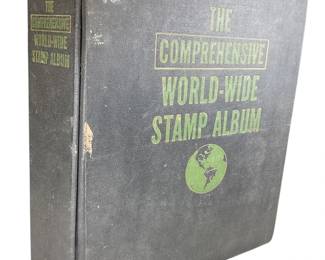 THE
COMPREHENSIVE
WORLD-WIDE
STAMP ALBUM
THE
COMPREHENSIVE
WORLD-WIDE
STAMP ALBUM